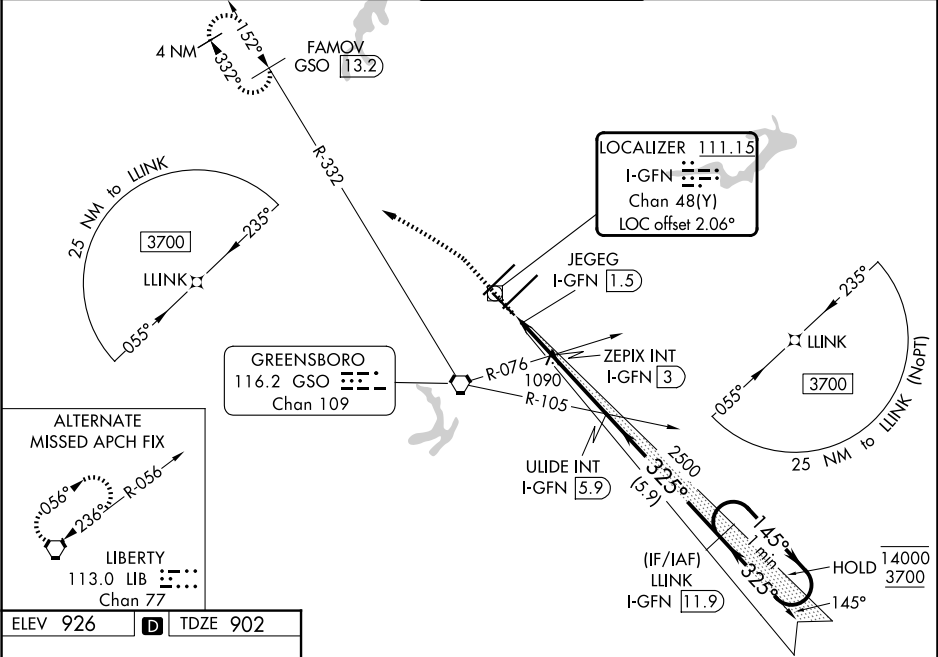 4 NM
152°
332°
FAMOV
GSO 13.2
R-332
25 NM to LLINK
3700
235°
LLINK
055°
LOCALIZER 111.15
I-GFN
Chan 48(Y)
LOC offset 2.06°
JEGEG
I-GFN 1.5
GREENSBORO
116.2 GSO
Chan 109
R-076
1090
R-105
ZEPIX INT
I-GFN 3
ULIDE INT
I-GFN 5.9
2500
325°
(5.9)
235°
LLINK
055°
3700
25 NM to LLINK (NoPT)
145°
1 min
325°
HOLD
14000
3700
145°
(IF/IAF)
LLINK
I-GFN 11.9
ALTERNATE
MISSED APCH FIX
056°
236°
R-056
LIBERTY
113.0 LIB
Chan 77
ELEV 926 D TDZE 902